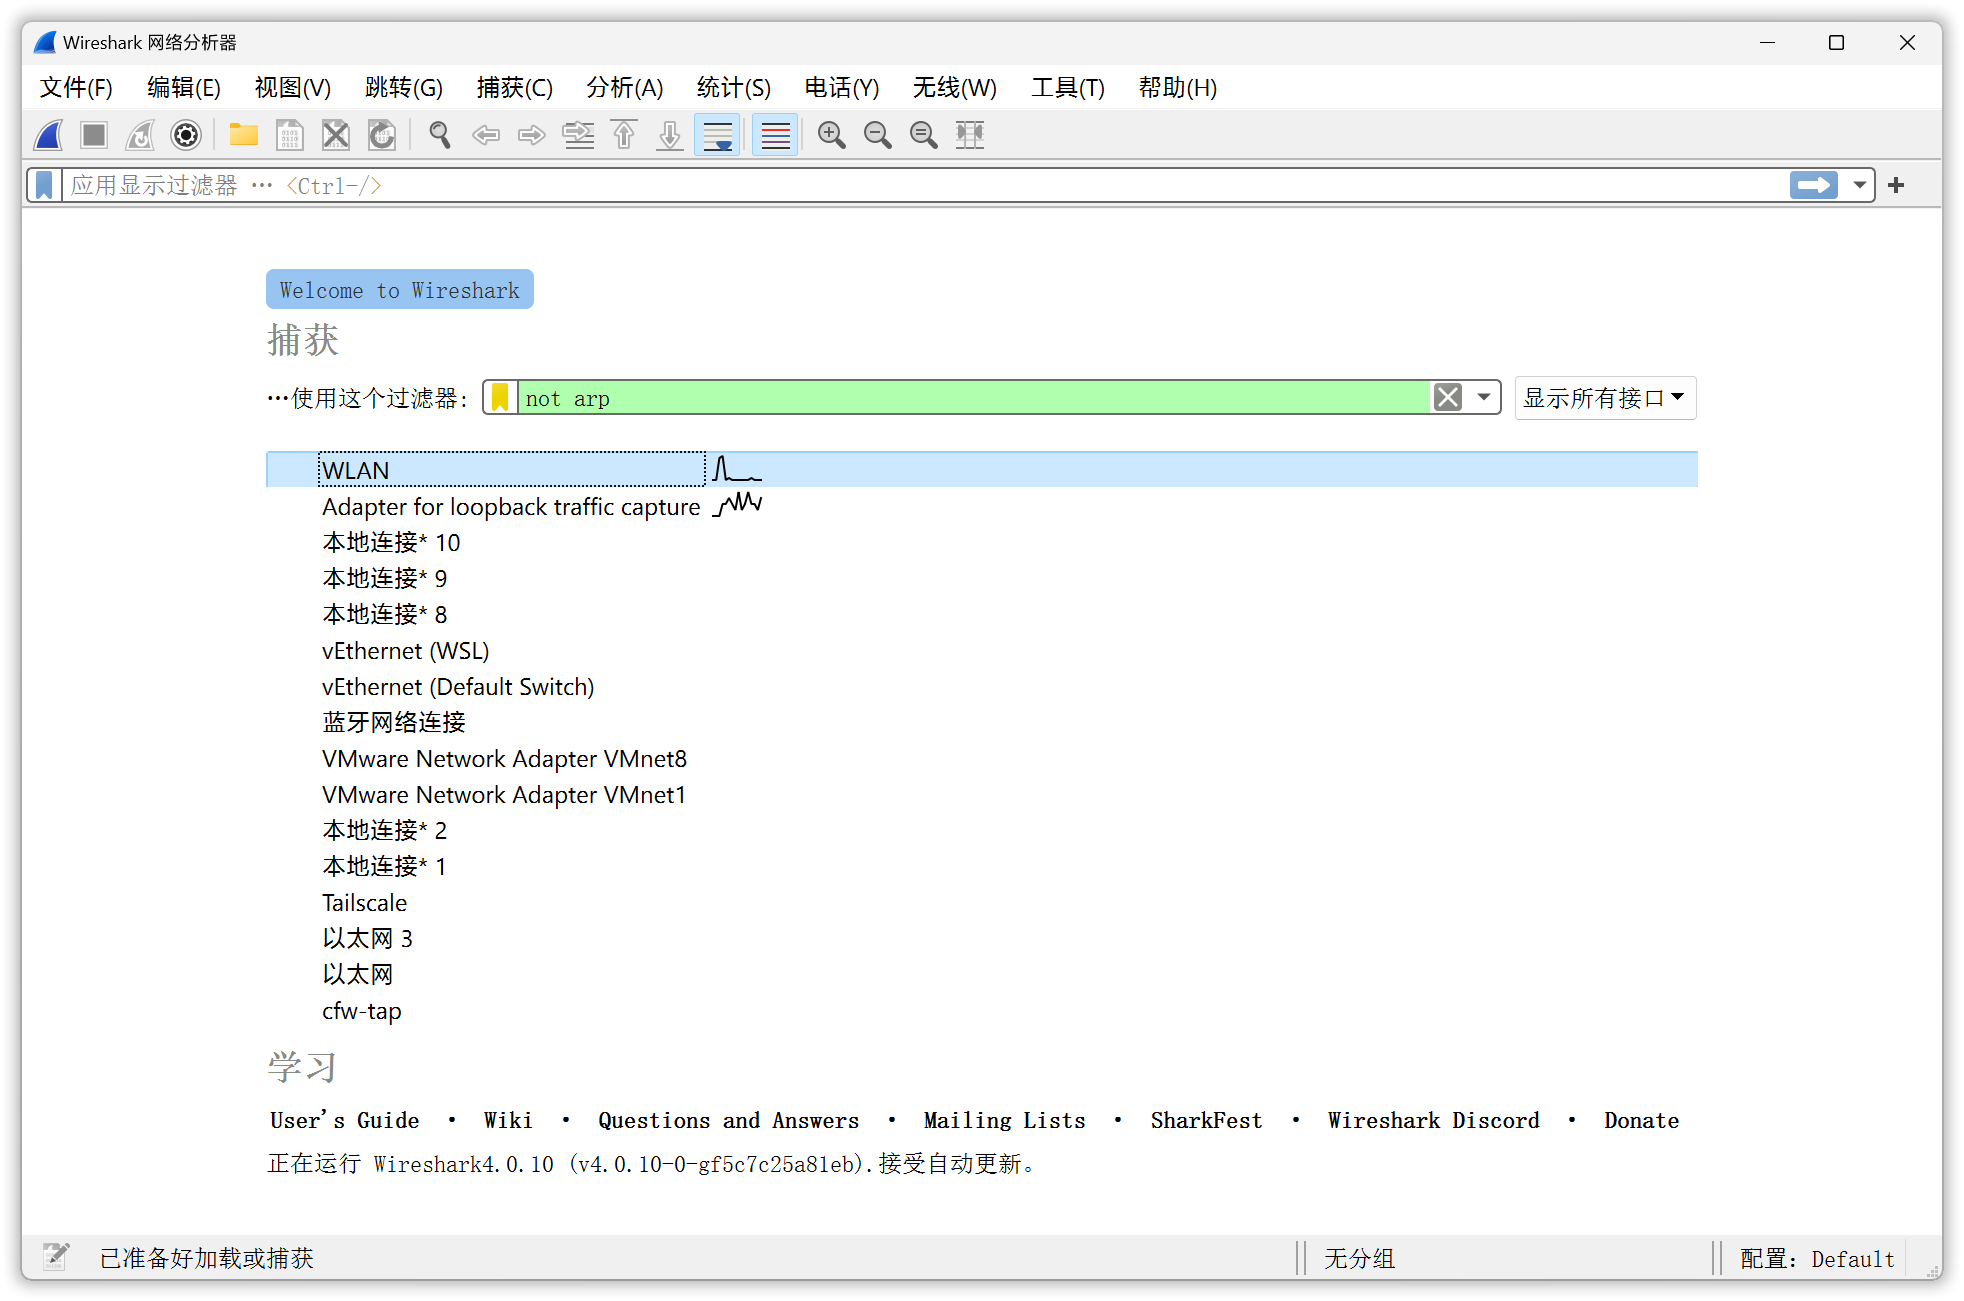 Wireshark 网络分析器
文件(F) 编辑(E) 视图(V) 跳转(G) 捕获(C) 分析(A) 统计(S) 电话(Y) 无线(W) 工具(T) 帮助(H)
应用显示过滤器 … <Ctrl-/>
Welcome to Wireshark
捕获
…使用这个过滤器: not arp 显示所有接口
WLAN
Adapter for loopback traffic capture
本地连接* 10
本地连接* 9
本地连接* 8
vEthernet (WSL)
vEthernet (Default Switch)
蓝牙网络连接
VMware Network Adapter VMnet8
VMware Network Adapter VMnet1
本地连接* 2
本地连接* 1
Tailscale
以太网 3
以太网
cfw-tap
学习
User's Guide · Wiki · Questions and Answers · Mailing Lists · SharkFest · Wireshark Discord · Donate
正在运行 Wireshark4.0.10 (v4.0.10-0-gf5c7c25a81eb).接受自动更新。
已准备好加载或捕获 无分组 配置: Default